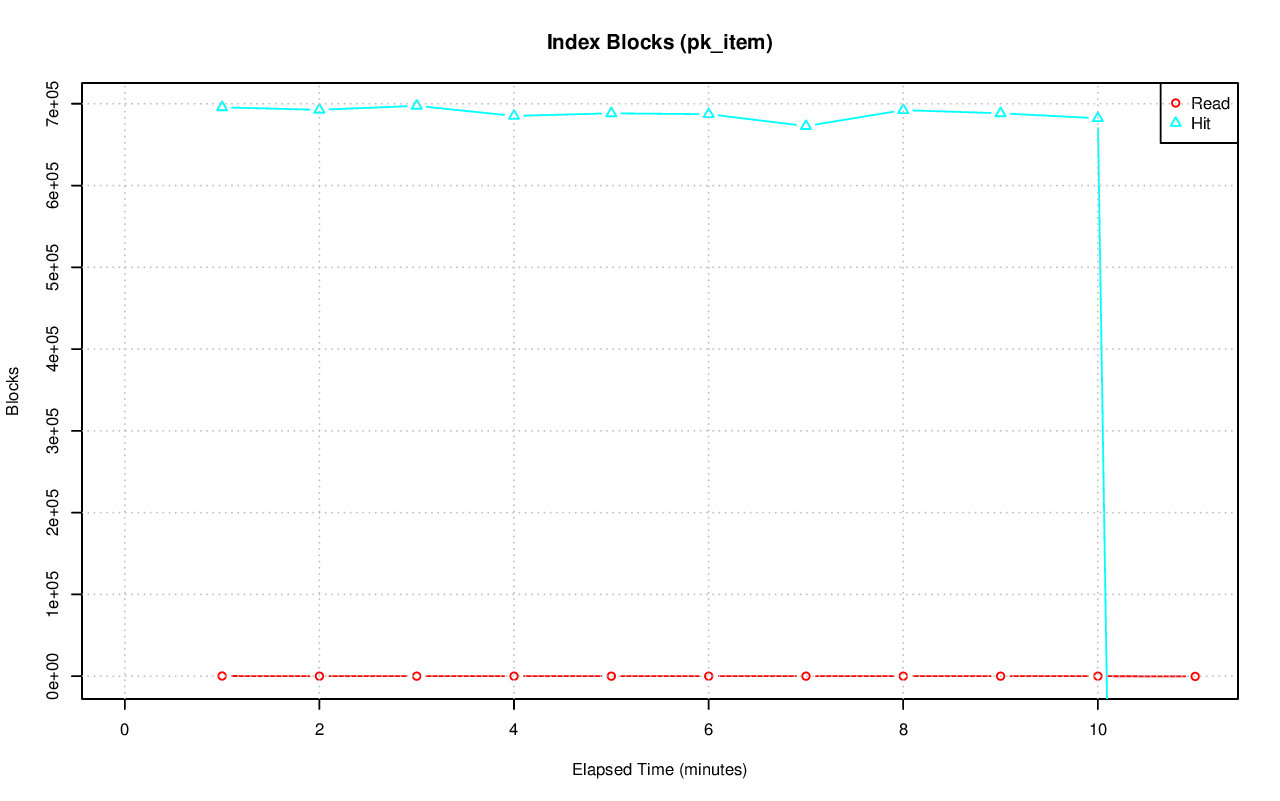 Index Blocks (pk_item)
Read
Hit
7e+05
6e+05
5e+05
4e+05
3e+05
2e+05
1e+05
0e+00
Blocks
0 2 4 6 8 10
Elapsed Time (minutes)